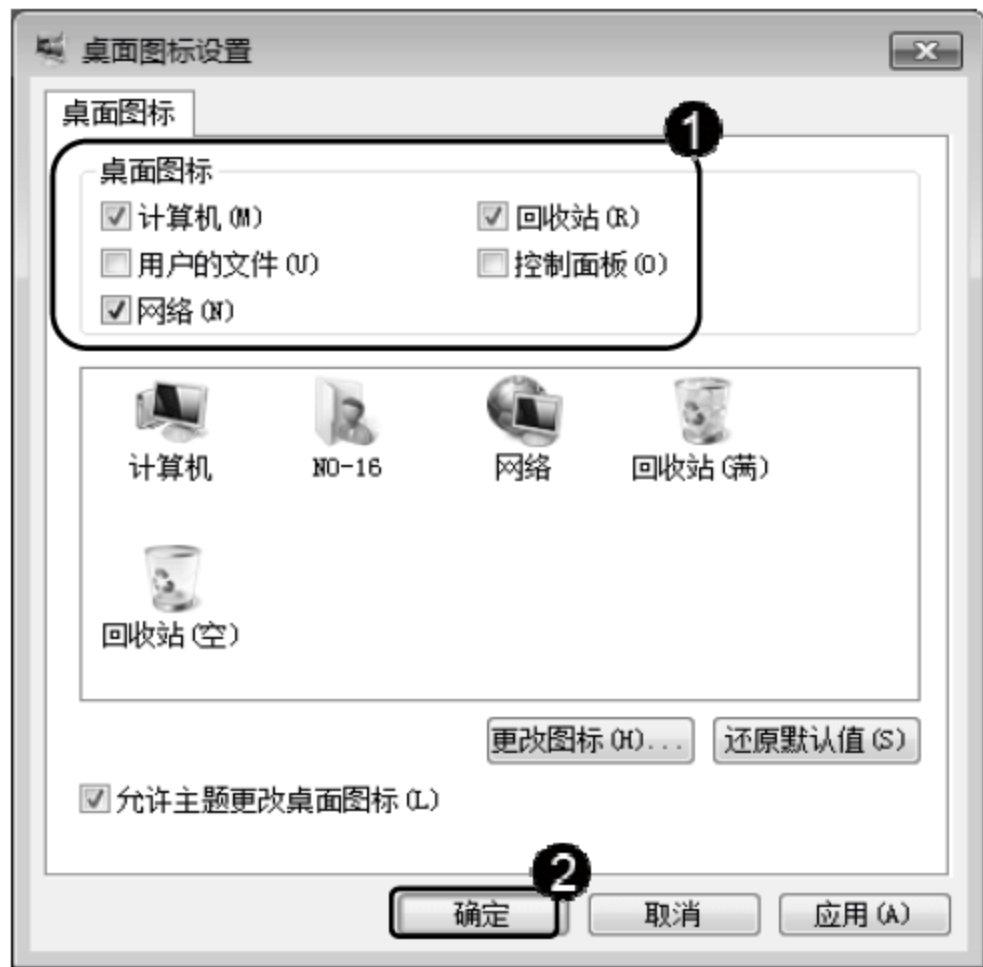 桌面图标设置
桌面图标
1
桌面图标
计算机(M) 回收站(R)
用户的文件(U) 控制面板(O)
网络(N)
计算机 NO-16 网络 回收站(满)
回收站(空)
更改图标(H)... 还原默认值(S)
允许主题更改桌面图标(L)
2
确定 取消 应用(A)